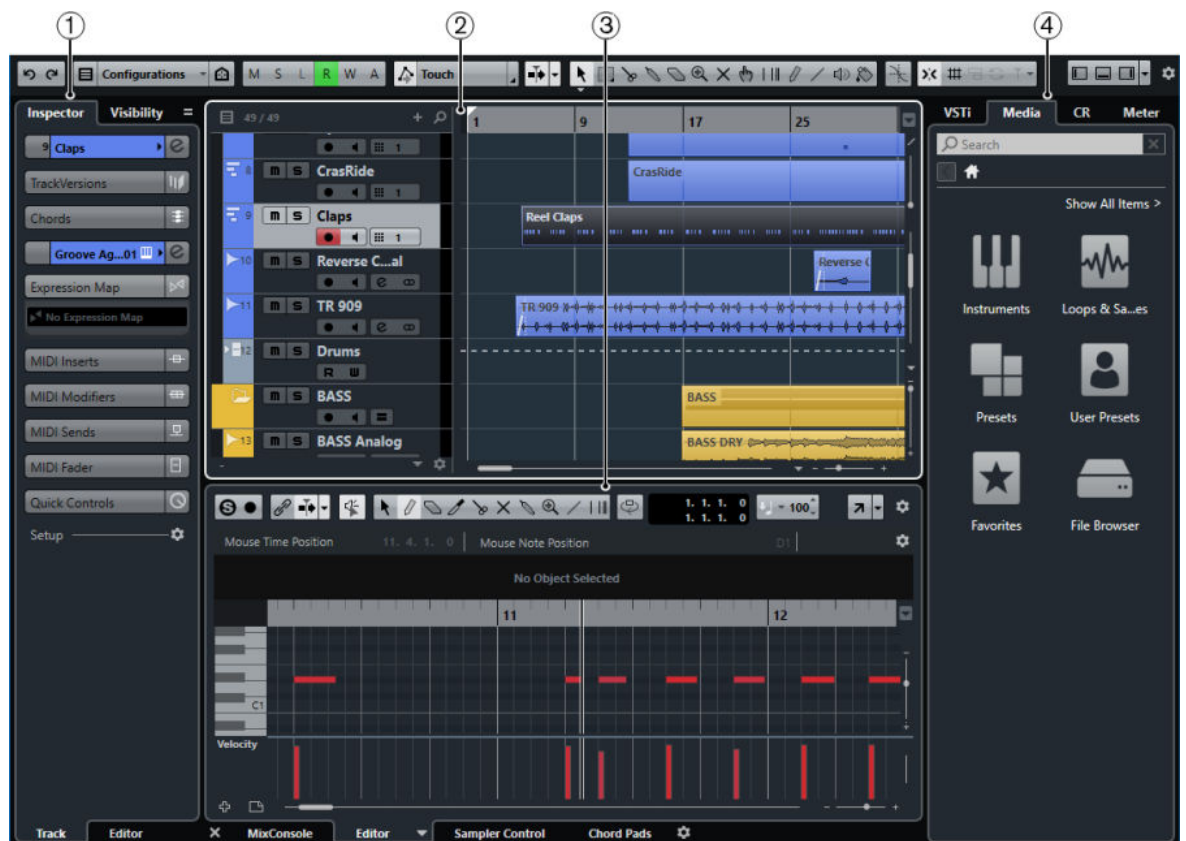 1 2 3 4
Configurations M S L R W A Touch
Inspector Visibility
9 Claps
TrackVersions
Chords
Groove Ag...01
Expression Map
No Expression Map
MIDI Inserts
MIDI Modifiers
MIDI Sends
MIDI Fader
Quick Controls
Setup
49 / 49
1 9 17 25
1
8 m S CrasRide
1
CrasRide
9 m S Claps
1
Reel Claps
10 m S Reverse C...al
Reverse
11 m S TR 909
TR 909
12 m S Drums
R W
m S BASS
BASS
13 m S BASS Analog
BASS DRY
VSTi Media CR Meter
Search
Show All Items >
Instruments Loops & Sa...es
Presets User Presets
Favorites File Browser
S 1. 1. 1. 0 100
1. 1. 1. 0
Mouse Time Position 11. 4. 1. 0 Mouse Note Position D1
No Object Selected
11 12
C1
Velocity
Track Editor MixConsole Editor Sampler Control Chord Pads